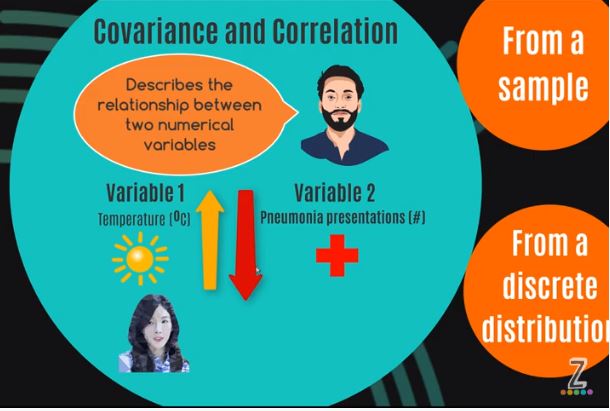 Covariance and Correlation
Describes the
relationship between
two numerical
variables
Variable 1
Temperature (ºC)
Variable 2
Pneumonia presentations (#)
From a
sample
From a
discrete
distribution
Z